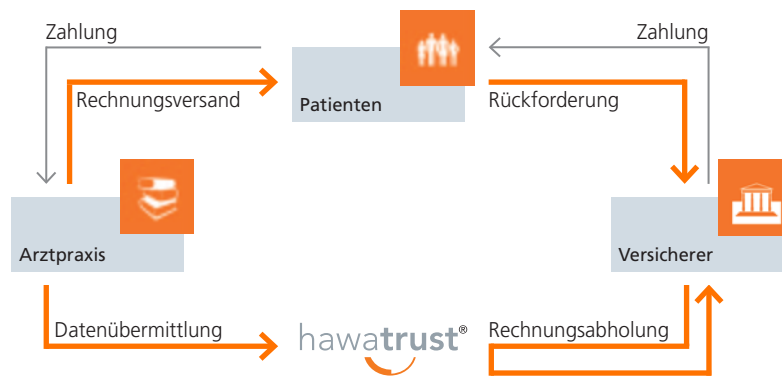 Zahlung
Zahlung
Rechnungsversand
Patienten
Rückforderung
Arztpraxis
Versicherer
Datenübermittlung
hawatrust®
Rechnungsabholung